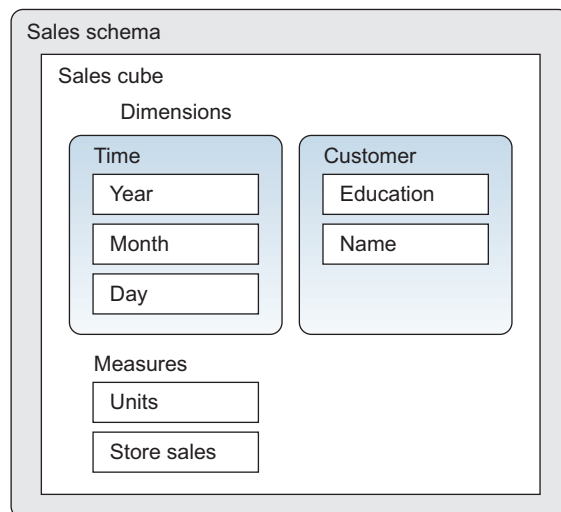 Sales schema
Sales cube
Dimensions
Time
Year
Month
Day
Customer
Education
Name
Measures
Units
Store sales